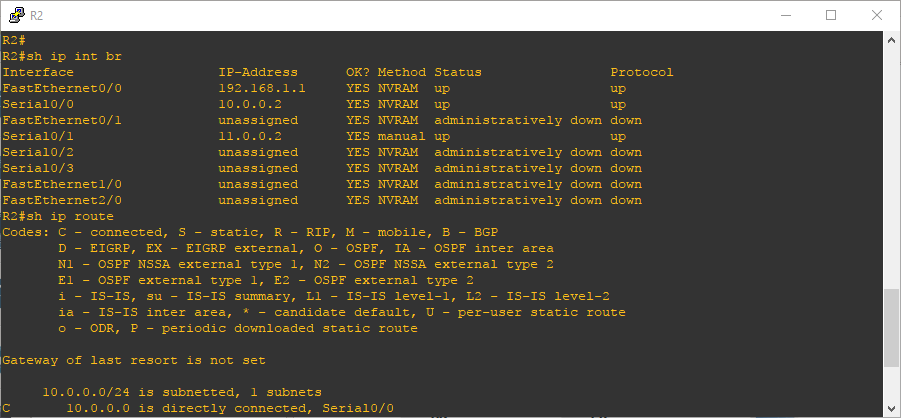 R2
R2#
R2#sh ip int br
Interface                  IP-Address      OK? Method Status                Protocol
FastEthernet0/0            192.168.1.1     YES NVRAM  up                    up
Serial0/0                  10.0.0.2        YES NVRAM  up                    up
FastEthernet0/1            unassigned      YES NVRAM  administratively down down
Serial0/1                  11.0.0.2        YES manual up                    up
Serial0/2                  unassigned      YES NVRAM  administratively down down
Serial0/3                  unassigned      YES NVRAM  administratively down down
FastEthernet1/0            unassigned      YES NVRAM  administratively down down
FastEthernet2/0            unassigned      YES NVRAM  administratively down down
R2#sh ip route
Codes: C - connected, S - static, R - RIP, M - mobile, B - BGP
       D - EIGRP, EX - EIGRP external, O - OSPF, IA - OSPF inter area
       N1 - OSPF NSSA external type 1, N2 - OSPF NSSA external type 2
       E1 - OSPF external type 1, E2 - OSPF external type 2
       i - IS-IS, su - IS-IS summary, L1 - IS-IS level-1, L2 - IS-IS level-2
       ia - IS-IS inter area, * - candidate default, U - per-user static route
       o - ODR, P - periodic downloaded static route
Gateway of last resort is not set
     10.0.0.0/24 is subnetted, 1 subnets
C       10.0.0.0 is directly connected, Serial0/0